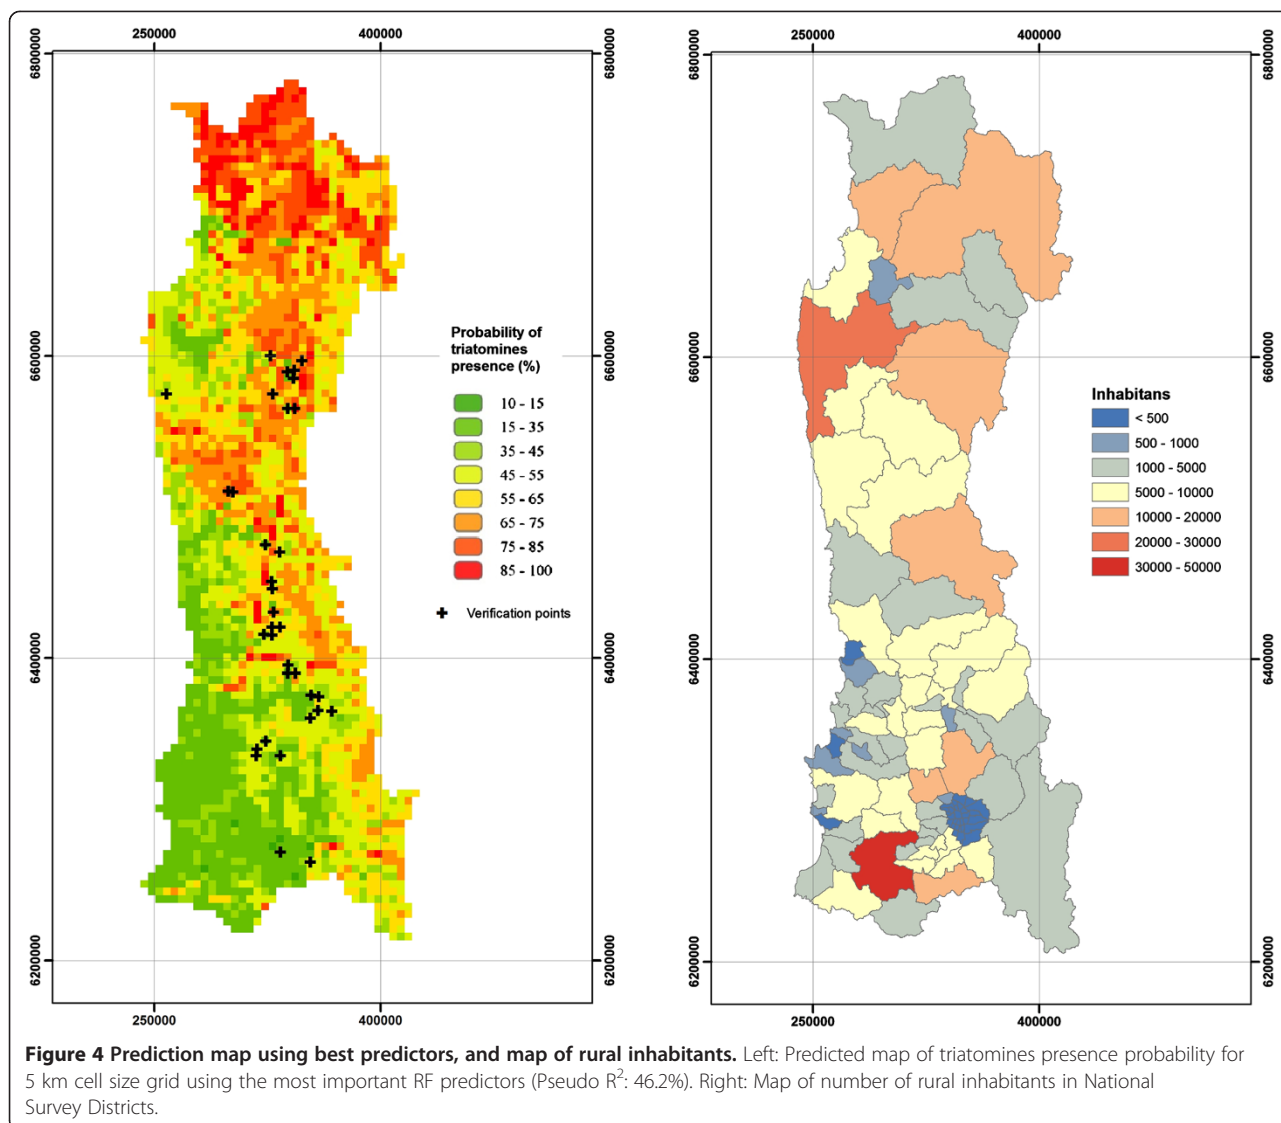 250000
400000
6800000
6800000
6600000
6600000
6400000
6400000
6200000
6200000
250000
400000
Probability of
triatomines
presence (%)
10 - 15
15 - 35
35 - 45
45 - 55
55 - 65
65 - 75
75 - 85
85 - 100
Verification points
250000
400000
6800000
6800000
6600000
6600000
6400000
6400000
6200000
6200000
250000
400000
Inhabitans
< 500
500 - 1000
1000 - 5000
5000 - 10000
10000 - 20000
20000 - 30000
30000 - 50000
Figure 4 Prediction map using best predictors, and map of rural inhabitants. Left: Predicted map of triatomines presence probability for
5 km cell size grid using the most important RF predictors (Pseudo R²: 46.2%). Right: Map of number of rural inhabitants in National
Survey Districts.